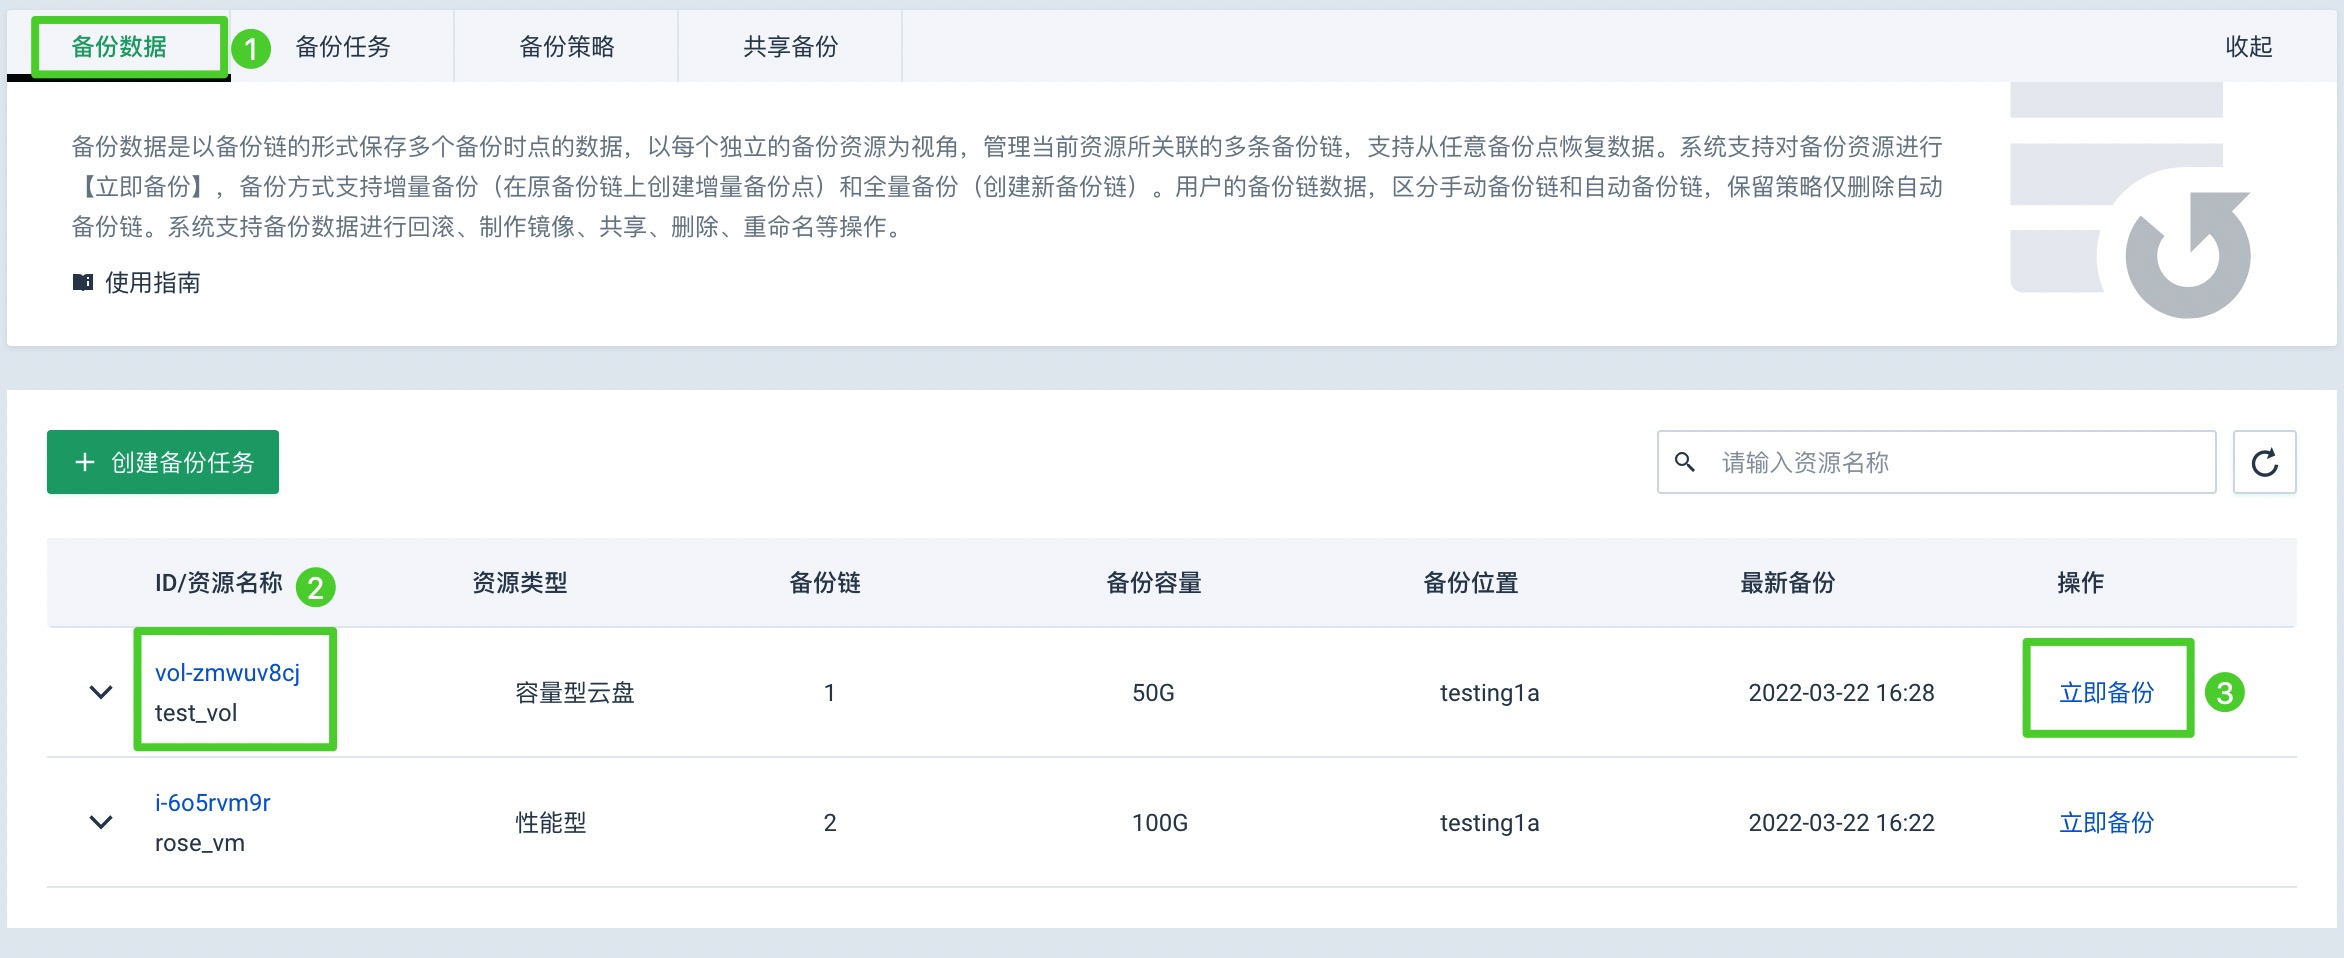 备份数据 1 备份任务 备份策略 共享备份 收起
备份数据是以备份链的形式保存多个备份时点的数据，以每个独立的备份资源为视角，管理当前资源所关联的多条备份链，支持从任意备份点恢复数据。系统支持对备份资源进行
【立即备份】，备份方式支持增量备份（在原备份链上创建增量备份点）和全量备份（创建新备份链）。用户的备份链数据，区分手动备份链和自动备份链，保留策略仅删除自动
备份链。系统支持备份数据进行回滚、制作镜像、共享、删除、重命名等操作。
使用指南
+ 创建备份任务 请输入资源名称
ID/资源名称 2 资源类型 备份链 备份容量 备份位置 最新备份 操作
vol-zmwuv8cj
test_vol 容量型云盘 1 50G testing1a 2022-03-22 16:28 立即备份 3
i-6o5rvm9r
rose_vm 性能型 2 100G testing1a 2022-03-22 16:22 立即备份